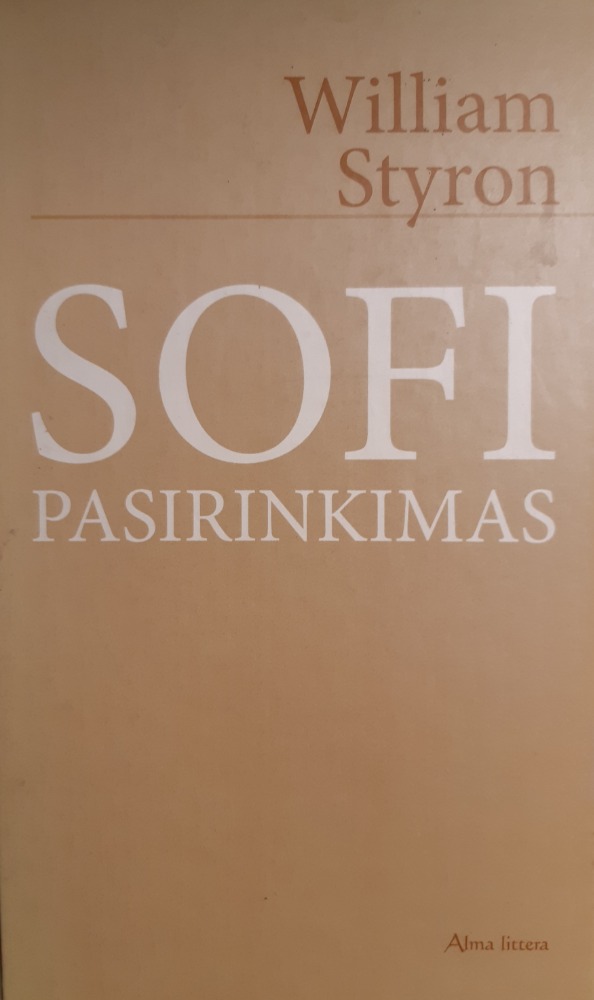 William
Styron
SOFI
PASIRINKIMAS
Alma littera